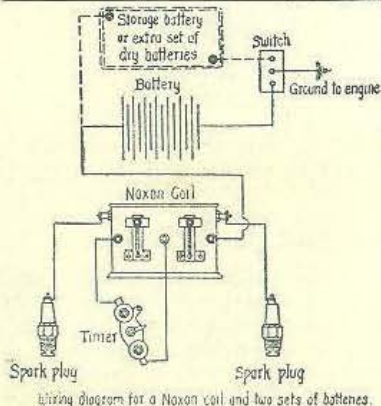 Storage battery
or extra set of
dry batteries
Switch
Ground to engine
Battery
Noxon Coil
Timer
Spark plug
Spark plug
Wiring diagram for a Noxon coil and two sets of batteries.